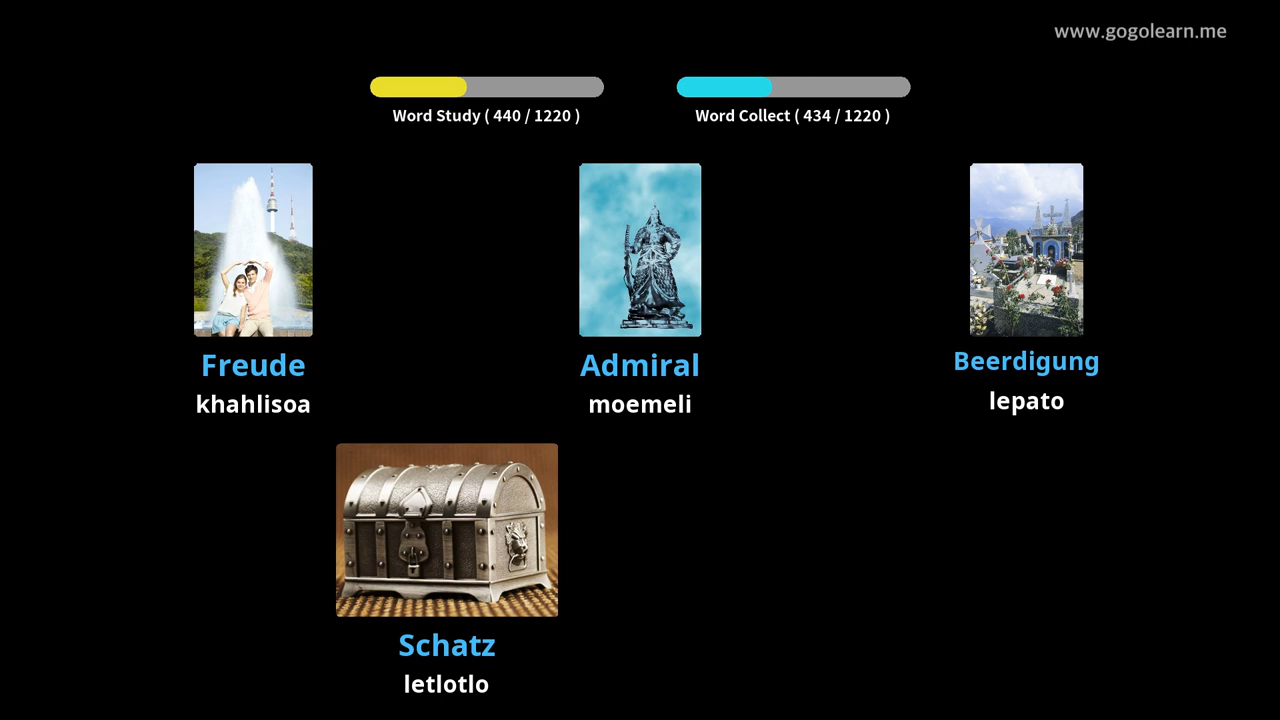 www.gogolearn.me
Word Study ( 440 / 1220 )
Word Collect ( 434 / 1220 )
Freude
khahlisoa
Admiral
moemeli
Beerdigung
lepato
Schatz
letlotlo